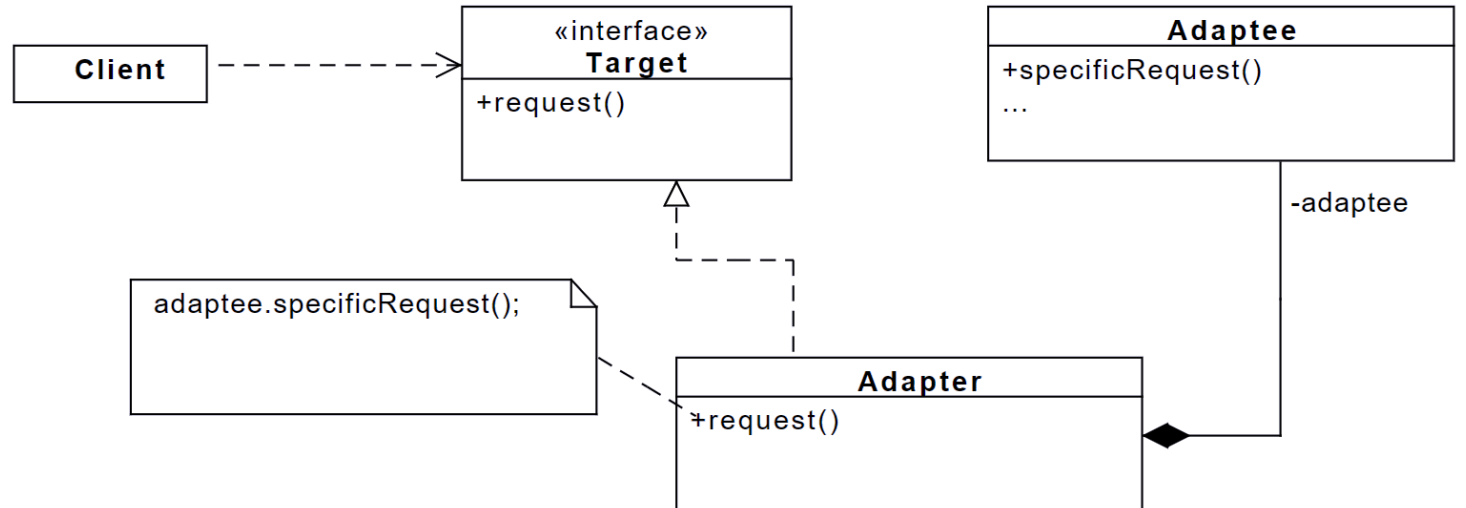 Client
«interface»
Target
+request()
Adaptee
+specificRequest()
...
-adaptee
adaptee.specificRequest();
Adapter
+request()